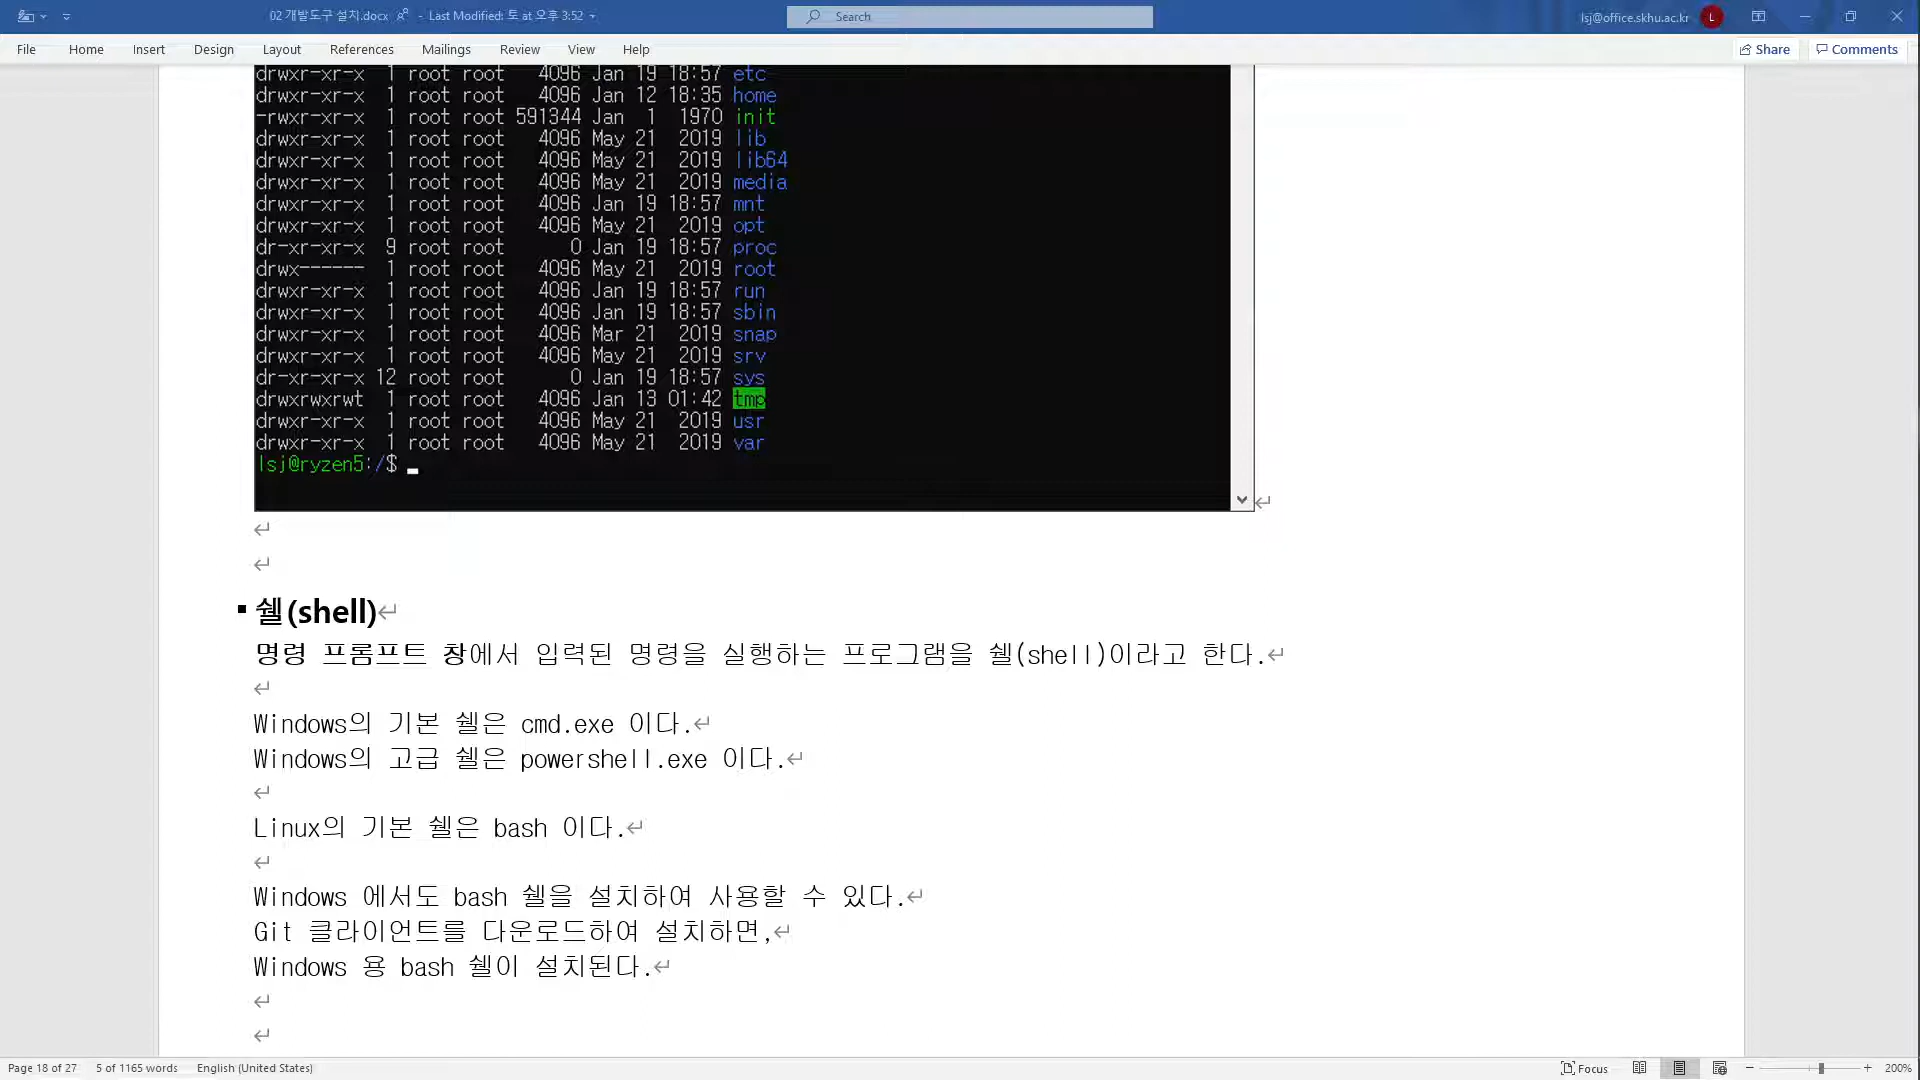 02 개발도구 설치.docx - Last Modified: 토 at 오후 3:52
Search
lsj@office.skhu.ac.kr L
File Home Insert Design Layout References Mailings Review View Help Share Comments
drwxr-xr-x 1 root root 4096 Jan 19 18:57 etc
drwxr-xr-x 1 root root 4096 Jan 12 18:35 home
-rwxr-xr-x 1 root root 591344 Jan 1 1970 init
drwxr-xr-x 1 root root 4096 May 21 2019 lib
drwxr-xr-x 1 root root 4096 May 21 2019 lib64
drwxr-xr-x 1 root root 4096 May 21 2019 media
drwxr-xr-x 1 root root 4096 Jan 19 18:57 mnt
drwxr-xr-x 1 root root 4096 May 21 2019 opt
dr-xr-xr-x 9 root root 0 Jan 19 18:57 proc
drwx------ 1 root root 4096 May 21 2019 root
drwxr-xr-x 1 root root 4096 Jan 19 18:57 run
drwxr-xr-x 1 root root 4096 Jan 19 18:57 sbin
drwxr-xr-x 1 root root 4096 Mar 21 2019 snap
drwxr-xr-x 1 root root 4096 May 21 2019 srv
dr-xr-xr-x 12 root root 0 Jan 19 18:57 sys
drwxrwxrwt 1 root root 4096 Jan 13 01:42 tmp
drwxr-xr-x 1 root root 4096 May 21 2019 usr
drwxr-xr-x 1 root root 4096 May 21 2019 var
lsj@ryzen5:/$
쉘(shell)
명령 프롬프트 창에서 입력된 명령을 실행하는 프로그램을 쉘(shell)이라고 한다.
Windows의 기본 쉘은 cmd.exe 이다.
Windows의 고급 쉘은 powershell.exe 이다.
Linux의 기본 쉘은 bash 이다.
Windows 에서도 bash 쉘을 설치하여 사용할 수 있다.
Git 클라이언트를 다운로드하여 설치하면,
Windows 용 bash 쉘이 설치된다.
Page 18 of 27 5 of 1165 words English (United States) Focus 200%